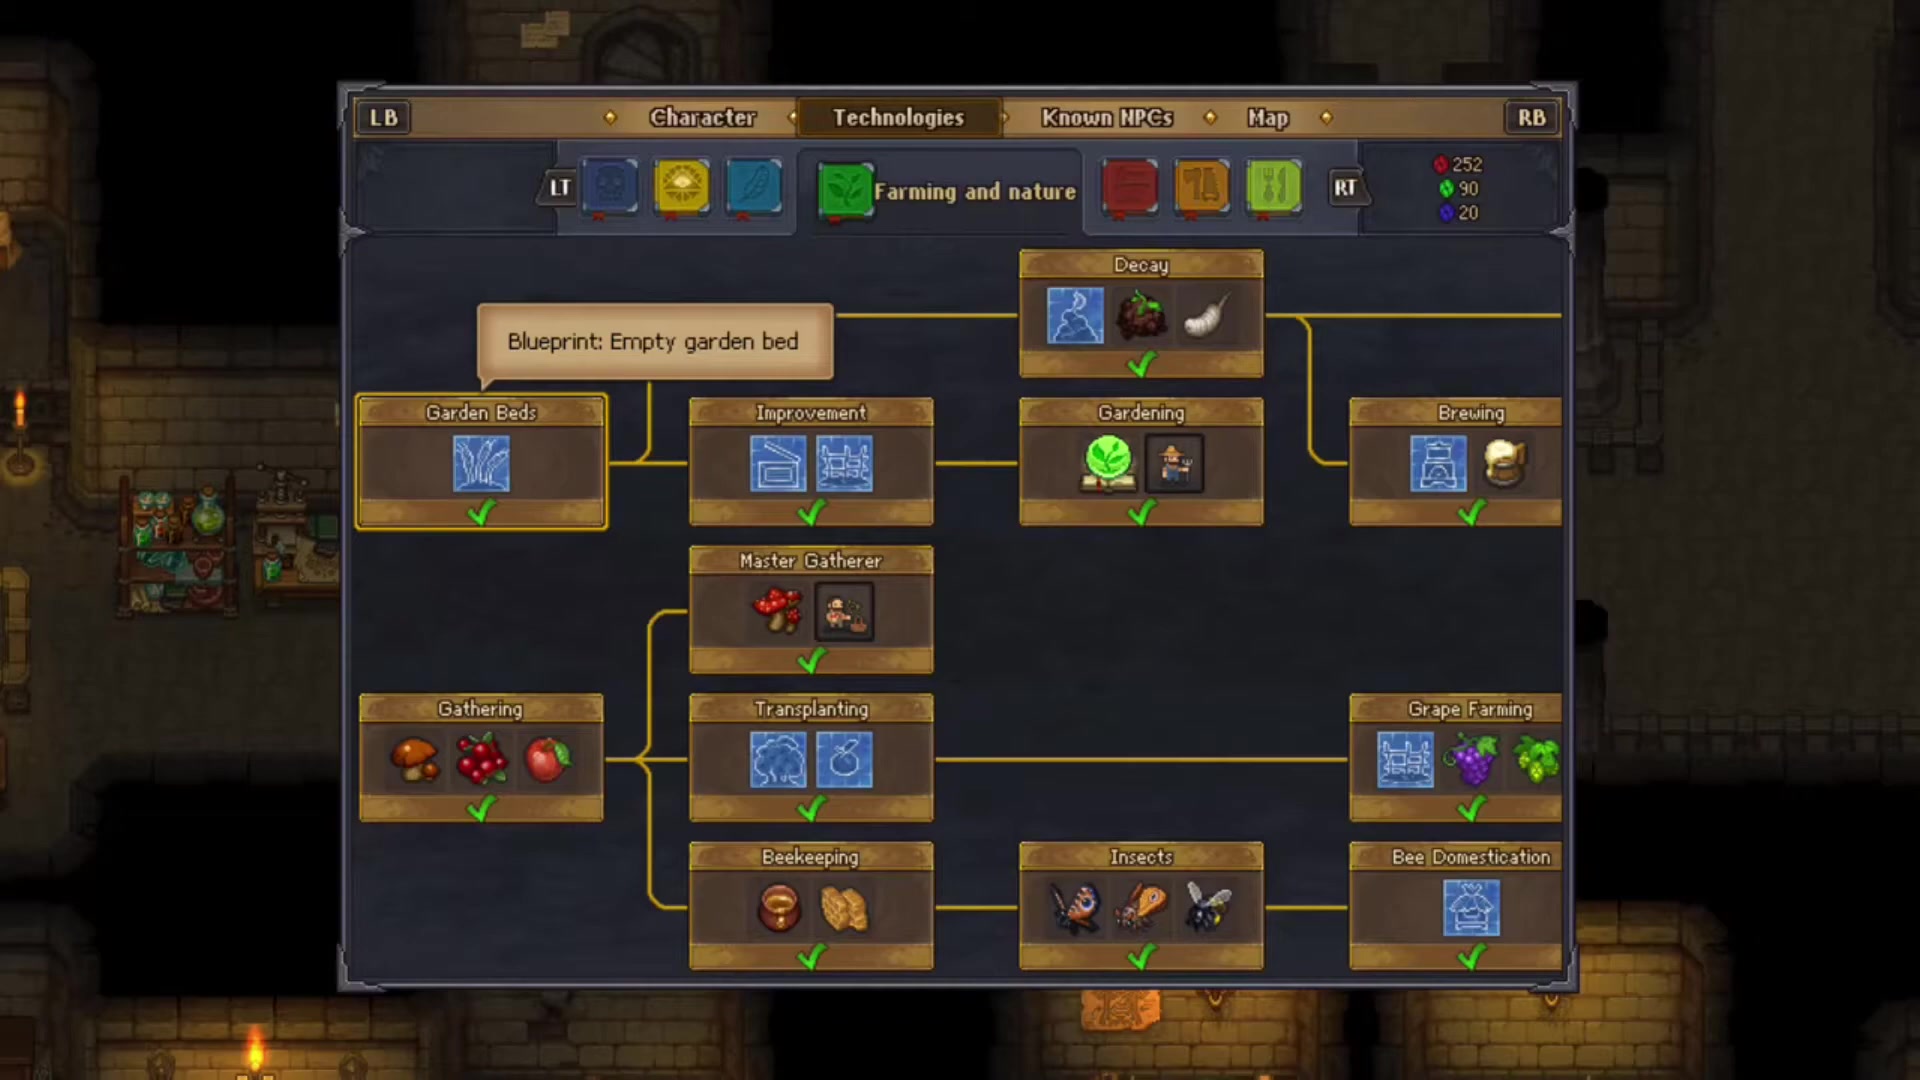 LB
Character
Technologies
Known NPCs
Map
RB
LT
Farming and nature
RT
252
90
20
Decay
Blueprint: Empty garden bed
Garden Beds
Improvement
Gardening
Brewing
Master Gatherer
Gathering
Transplanting
Grape Farming
Beekeeping
Insects
Bee Domestication